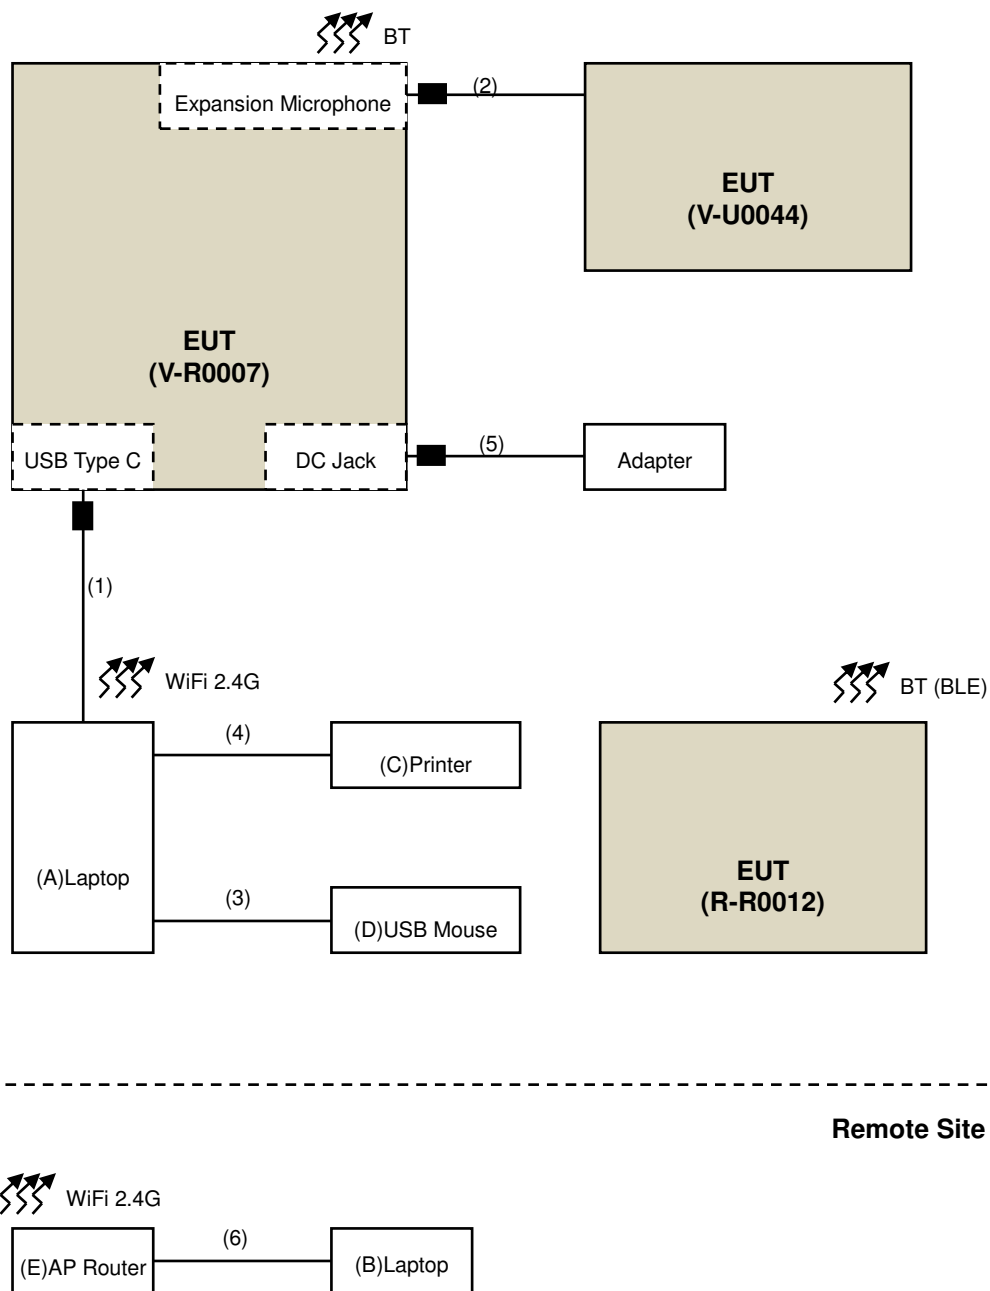 BT
Expansion Microphone
(2)
EUT
(V-U0044)
EUT
(V-R0007)
USB Type C
DC Jack
(5)
Adapter
(1)
WiFi 2.4G
BT (BLE)
(4)
(C)Printer
(A)Laptop
(3)
(D)USB Mouse
EUT
(R-R0012)
Remote Site
WiFi 2.4G
(E)AP Router
(6)
(B)Laptop